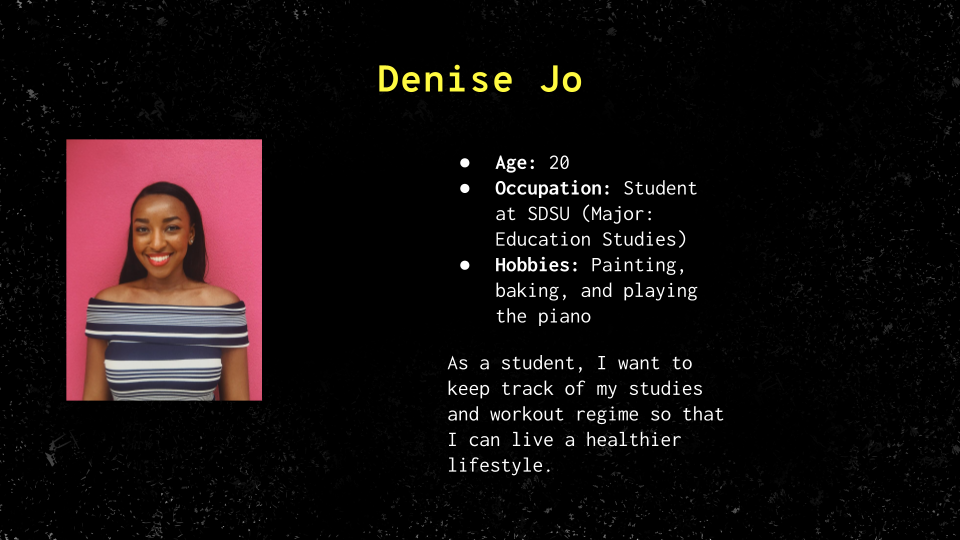 Denise Jo
● Age: 20
● Occupation: Student
at SDSU (Major:
Education Studies)
● Hobbies: Painting,
baking, and playing
the piano
As a student, I want to
keep track of my studies
and workout regime so that
I can live a healthier
lifestyle.